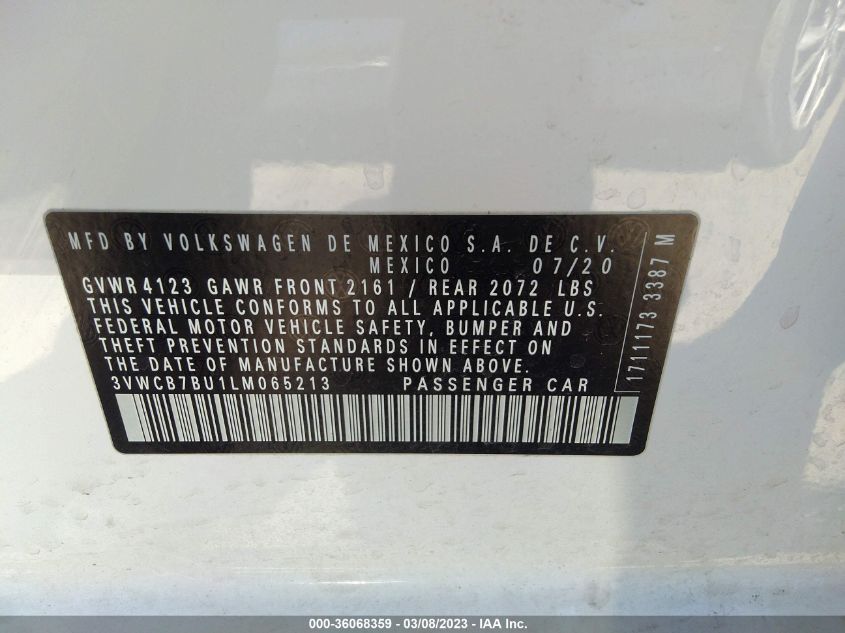 MFD BY VOLKSWAGEN DE MEXICO S.A. DE C.V.
MEXICO 07/20
GVWR 4123 GAWR FRONT 2161 / REAR 2072 LBS
THIS VEHICLE CONFORMS TO ALL APPLICABLE U.S.
FEDERAL MOTOR VEHICLE SAFETY, BUMPER AND
THEFT PREVENTION STANDARDS IN EFFECT ON
THE DATE OF MANUFACTURE SHOWN ABOVE.
3VWCB7BU1LM065213 PASSENGER CAR
1711173 3387 M
000-36068359 - 03/08/2023 - IAA Inc.